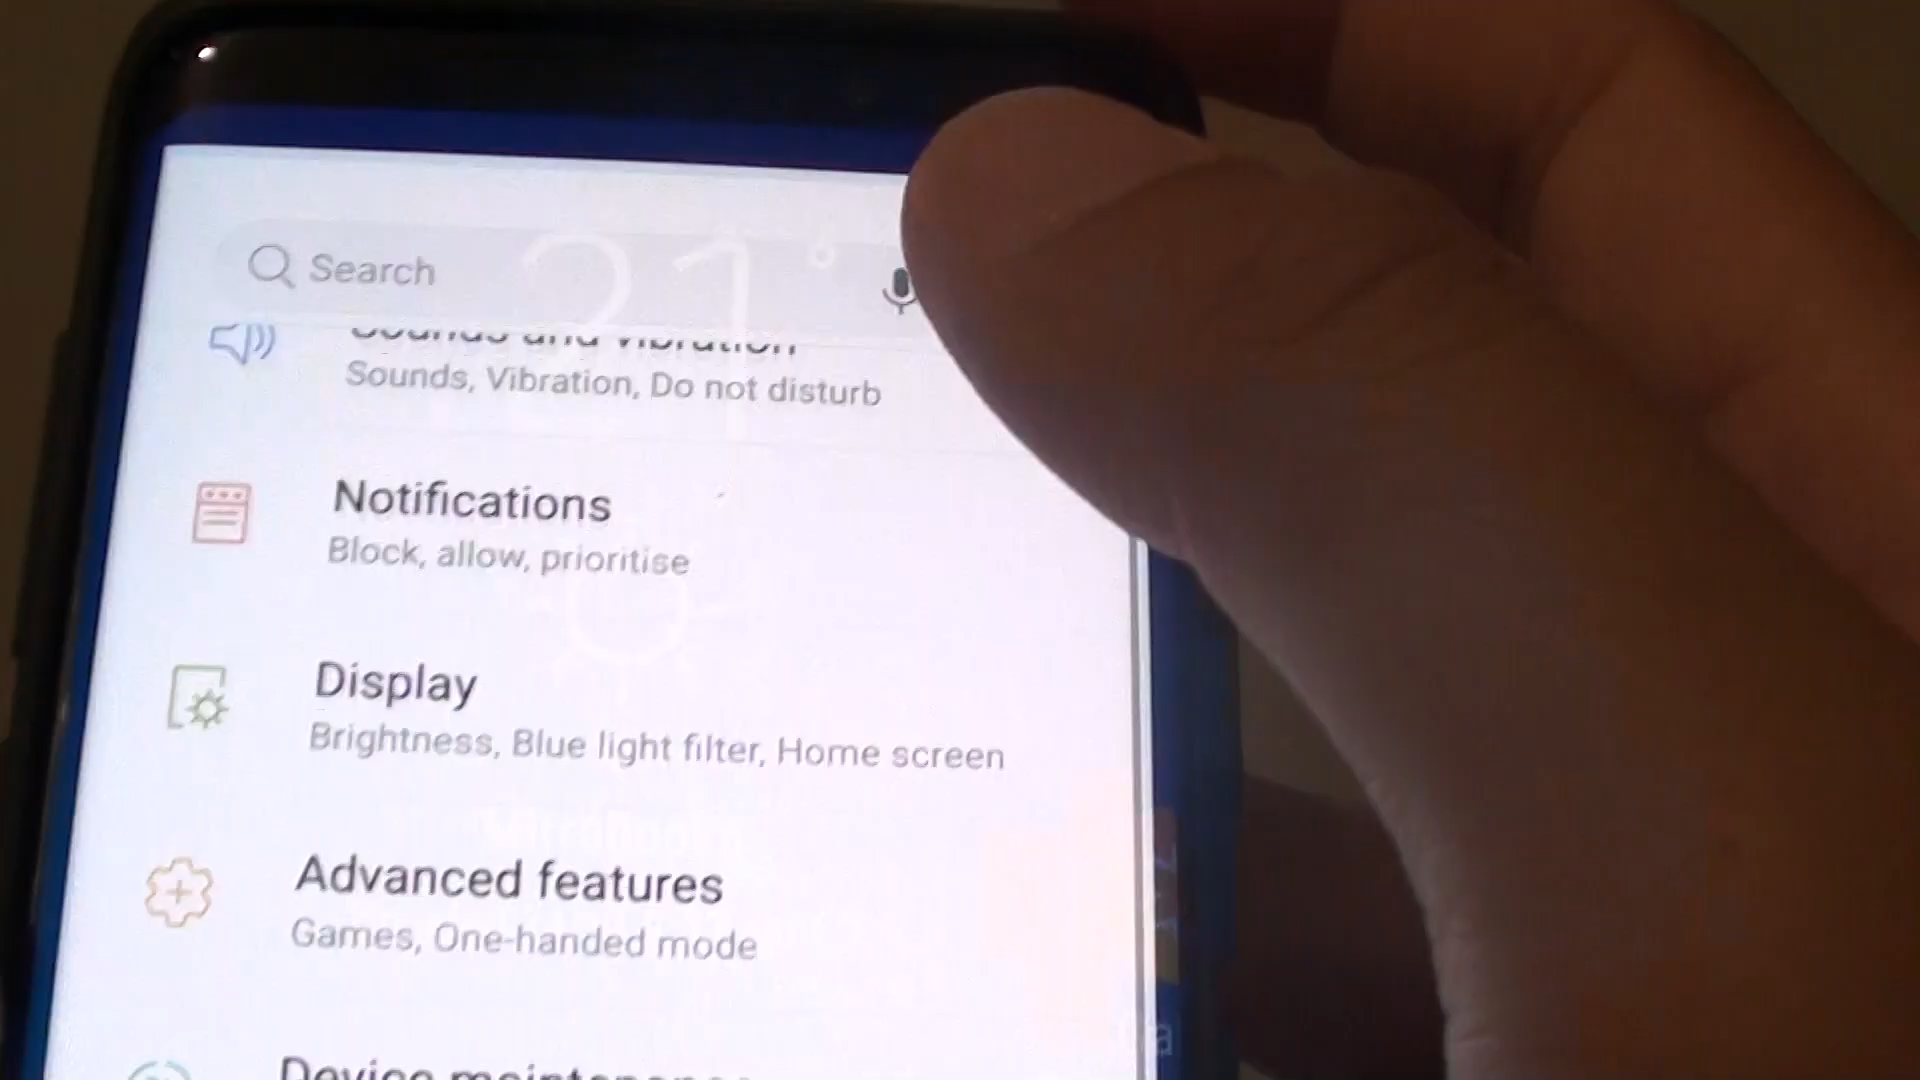 21°
Search
Sounds and vibration
Sounds, Vibration, Do not disturb
Notifications
Block, allow, prioritise
Display
Brightness, Blue light filter, Home screen
Advanced features
Games, One-handed mode
Device maintenance